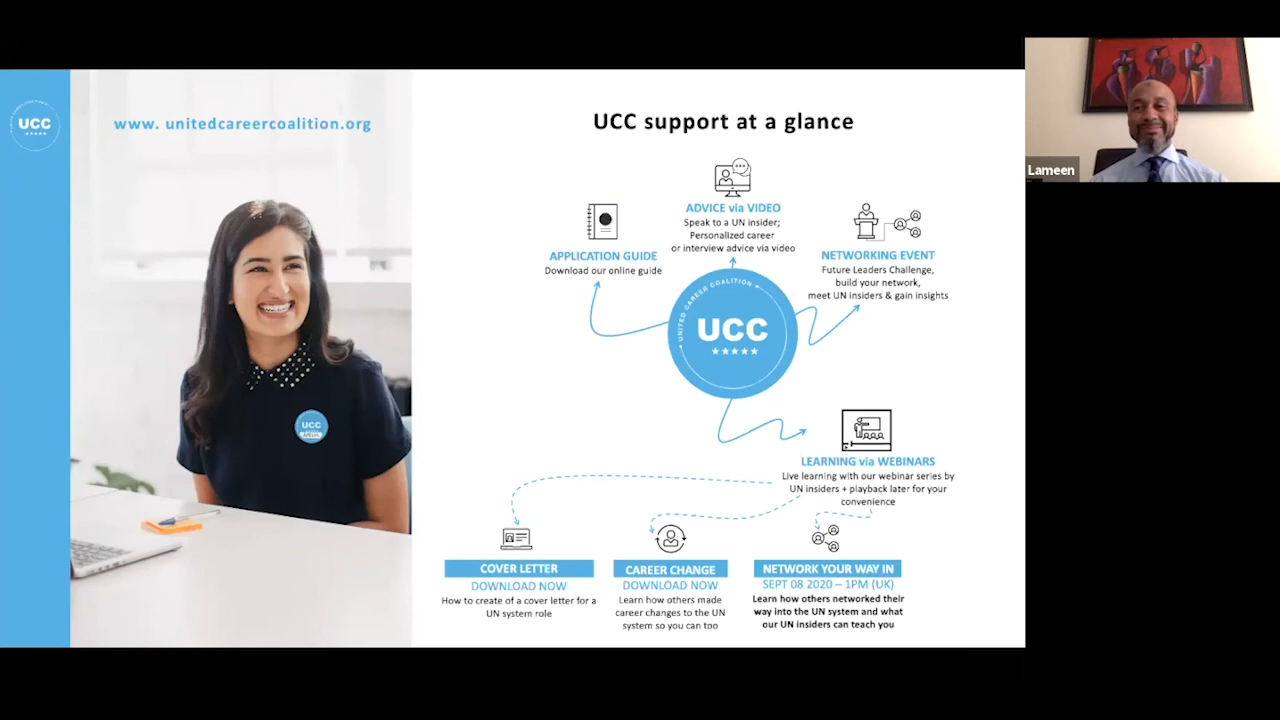 UCC
www. unitedcareercoalition.org
UCC support at a glance
Lameen
ADVICE via VIDEO
Speak to a UN insider;
Personalized career
or interview advice via video
APPLICATION GUIDE
Download our online guide
NETWORKING EVENT
Future Leaders Challenge,
build your network,
meet UN insiders & gain insights
UNITED CAREER COALITION
UCC
UCC
LEARNING via WEBINARS
Live learning with our webinar series by
UN insiders + playback later for your
convenience
COVER LETTER
DOWNLOAD NOW
How to create of a cover letter for a
UN system role
CAREER CHANGE
DOWNLOAD NOW
Learn how others made
career changes to the UN
system so you can too
NETWORK YOUR WAY IN
SEPT 08 2020 – 1PM (UK)
Learn how others networked their
way into the UN system and what
our UN insiders can teach you